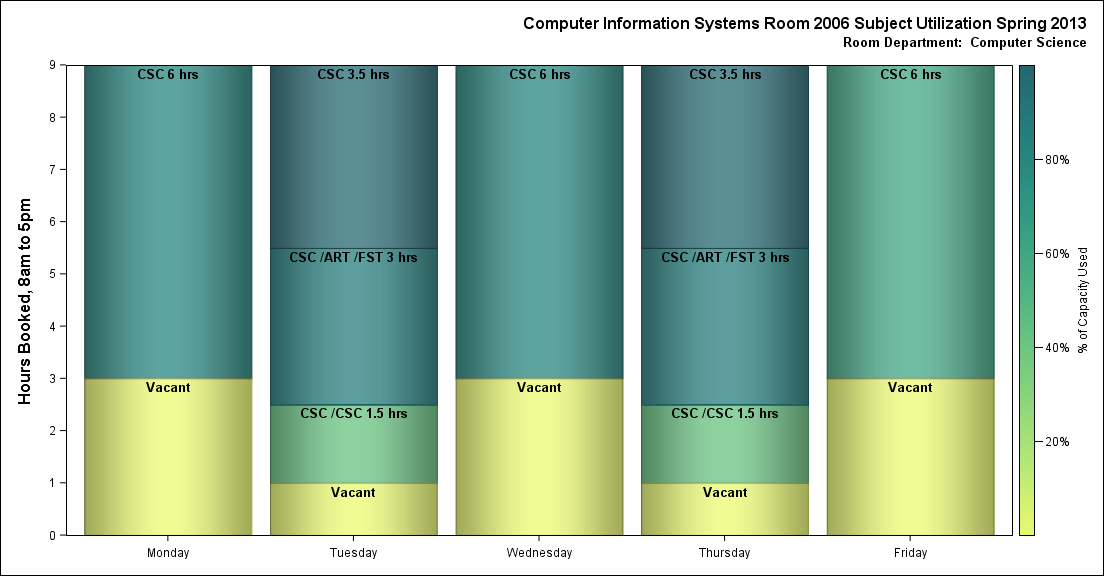 Computer Information Systems Room 2006 Subject Utilization Spring 2013
Room Department: Computer Science
Hours Booked, 8am to 5pm
9
8
7
6
5
4
3
2
1
0
CSC 6 hrs
Vacant
CSC 3.5 hrs
CSC /ART /FST 3 hrs
CSC /CSC 1.5 hrs
Vacant
CSC 6 hrs
Vacant
CSC 3.5 hrs
CSC /ART /FST 3 hrs
CSC /CSC 1.5 hrs
Vacant
CSC 6 hrs
Vacant
Monday
Tuesday
Wednesday
Thursday
Friday
80%
60%
40%
20%
% of Capacity Used